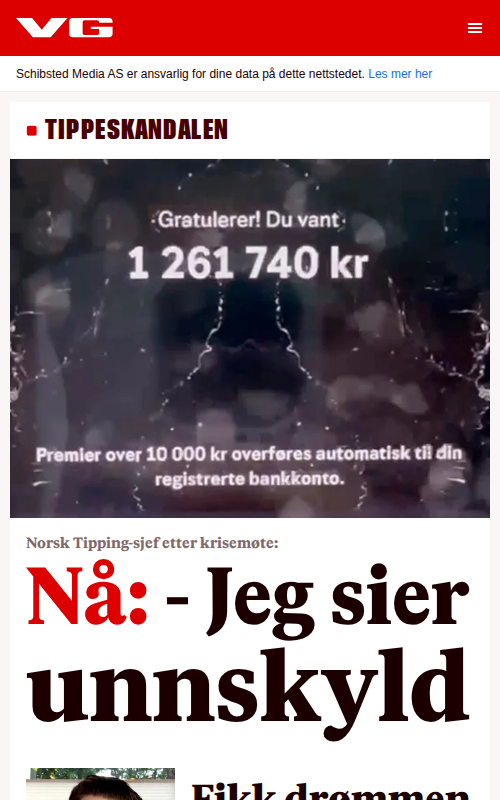 VG
Schibsted Media AS er ansvarlig for dine data på dette nettstedet. Les mer her
TIPPESKANDALEN
Gratulerer! Du vant
1 261 740 kr
Premier over 10 000 kr overføres automatisk til din
registrerte bankkonto.
Norsk Tipping-sjef etter krisemøte:
Nå: - Jeg sier
unnskyld
Fikk drømmen